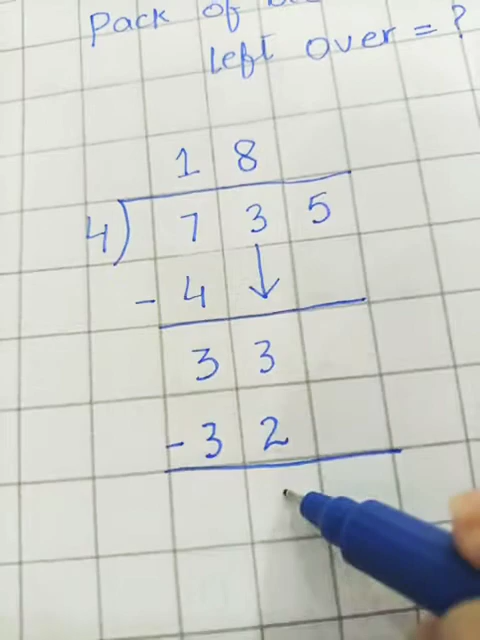 Pack of
left over = ?
1 8
4) 7 3 5
- 4 ↓
3 3
- 3 2